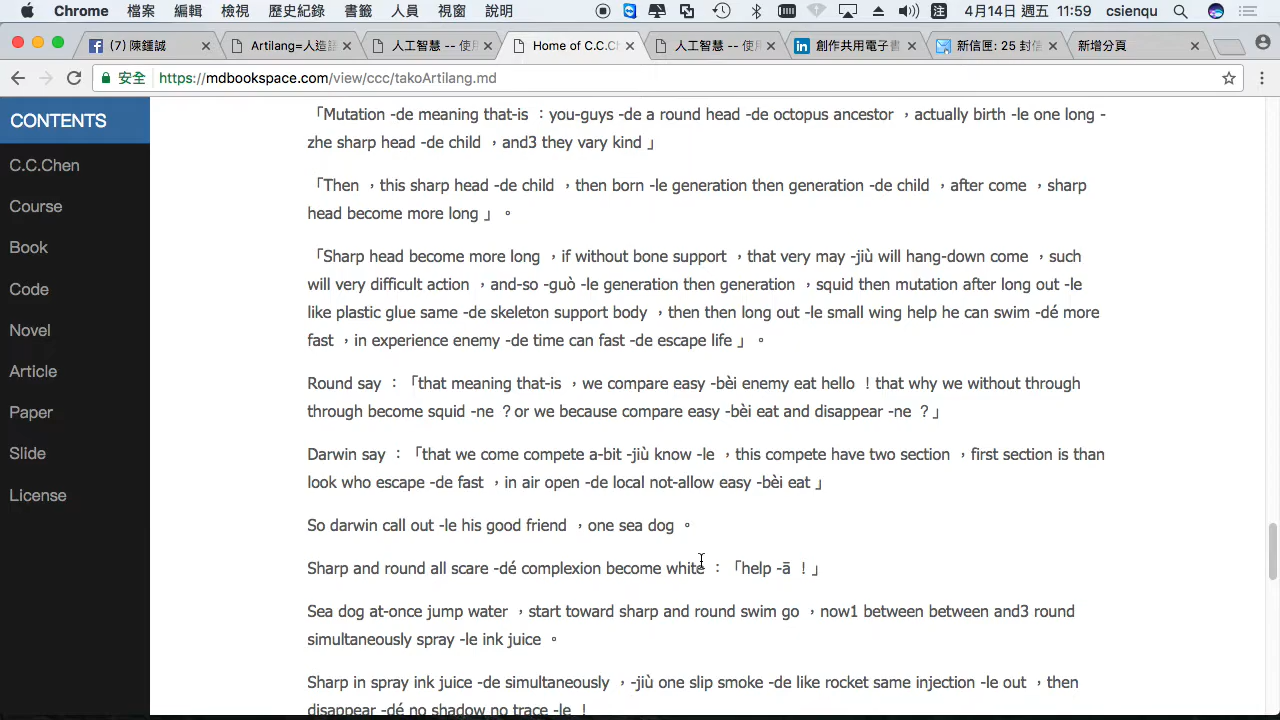 Chrome 檔案 編輯 檢視 歷史紀錄 書籤 人員 視窗 說明 注 4月14日 週五 11:59 csienqu
(7) 陳鍾誠 Artilang=人造語 人工智慧 -- 使用 Home of C.C.C 人工智慧 -- 使用 創作共用電子書 新信匣: 25 封信 新增分頁
安全 https://mdbookspace.com/view/ccc/takoArtilang.md
CONTENTS
C.C.Chen
Course
Book
Code
Novel
Article
Paper
Slide
License
「Mutation -de meaning that-is ：you-guys -de a round head -de octopus ancestor ，actually birth -le one long -
zhe sharp head -de child ，and3 they vary kind 」
「Then ，this sharp head -de child ，then born -le generation then generation -de child ，after come ，sharp
head become more long 」 。
「Sharp head become more long ，if without bone support ，that very may -jiù will hang-down come ，such
will very difficult action ，and-so -guò -le generation then generation ，squid then mutation after long out -le
like plastic glue same -de skeleton support body ，then then long out -le small wing help he can swim -dé more
fast ，in experience enemy -de time can fast -de escape life 」 。
Round say ：「that meaning that-is ，we compare easy -bèi enemy eat hello ！that why we without through
through become squid -ne ？or we because compare easy -bèi eat and disappear -ne ？」
Darwin say ：「that we come compete a-bit -jiù know -le ，this compete have two section ，first section is than
look who escape -de fast ，in air open -de local not-allow easy -bèi eat 」
So darwin call out -le his good friend ，one sea dog 。
Sharp and round all scare -dé complexion become white ：「help -ā ！」
Sea dog at-once jump water ，start toward sharp and round swim go ，now1 between between and3 round
simultaneously spray -le ink juice 。
Sharp in spray ink juice -de simultaneously ，-jiù one slip smoke -de like rocket same injection -le out ，then
disappear -dé no shadow no trace -le ！